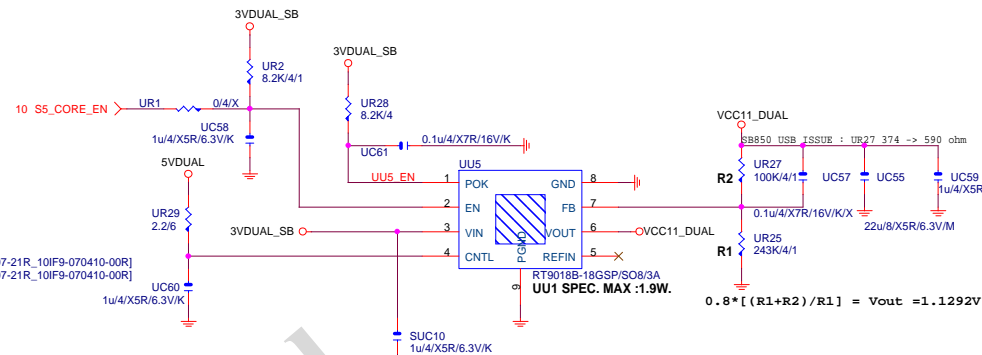 3VDUAL_SB
UR2
8.2K/4/1
3VDUAL_SB
10 S5_CORE_EN
UR1
0/4/X
UR28
8.2K/4
UC58
1u/4/X5R/6.3V/K
0.1u/4/X7R/16V/K
UC61
VCC11_DUAL
SB850 USB ISSUE : UR27 374 -> 590 ohm
5VDUAL
UU5
UU5_EN
1
POK
GND
8
R2
UR27
100K/4/1
UC57
UC55
UC59
1u/4/X5R
2
EN
FB
7
UR29
2.2/6
0.1u/4/X7R/16V/K/X
22u/8/X5R/6.3V/M
3VDUAL_SB
3
VIN
VOUT
6
VCC11_DUAL
4
CNTL
PGND
REFIN
5
R1
UR25
243K/4/1
07-21R_10IF9-070410-00R]
07-21R_10IF9-070410-00R]
RT9018B-18GSP/SO8/3A
UU1 SPEC. MAX :1.9W.
9
UC60
1u/4/X5R/6.3V/K
0.8*[(R1+R2)/R1] = Vout =1.1292V
SUC10
1u/4/X5R/6.3V/K